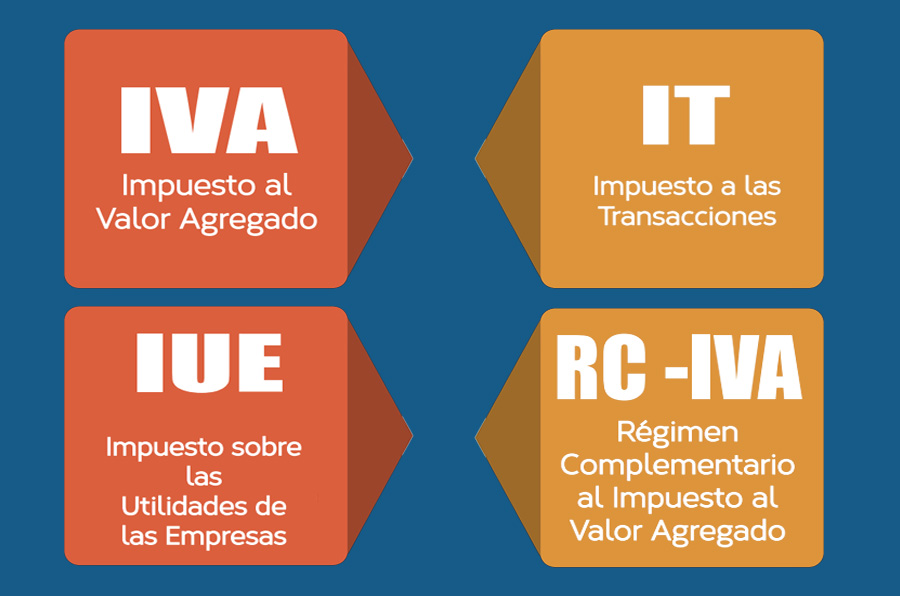 IVA
Impuesto al
Valor Agregado
IT
Impuesto a las
Transacciones
IUE
Impuesto sobre
las
Utilidades de
las Empresas
RC -IVA
Régimen
Complementario
al Impuesto al
Valor Agregado